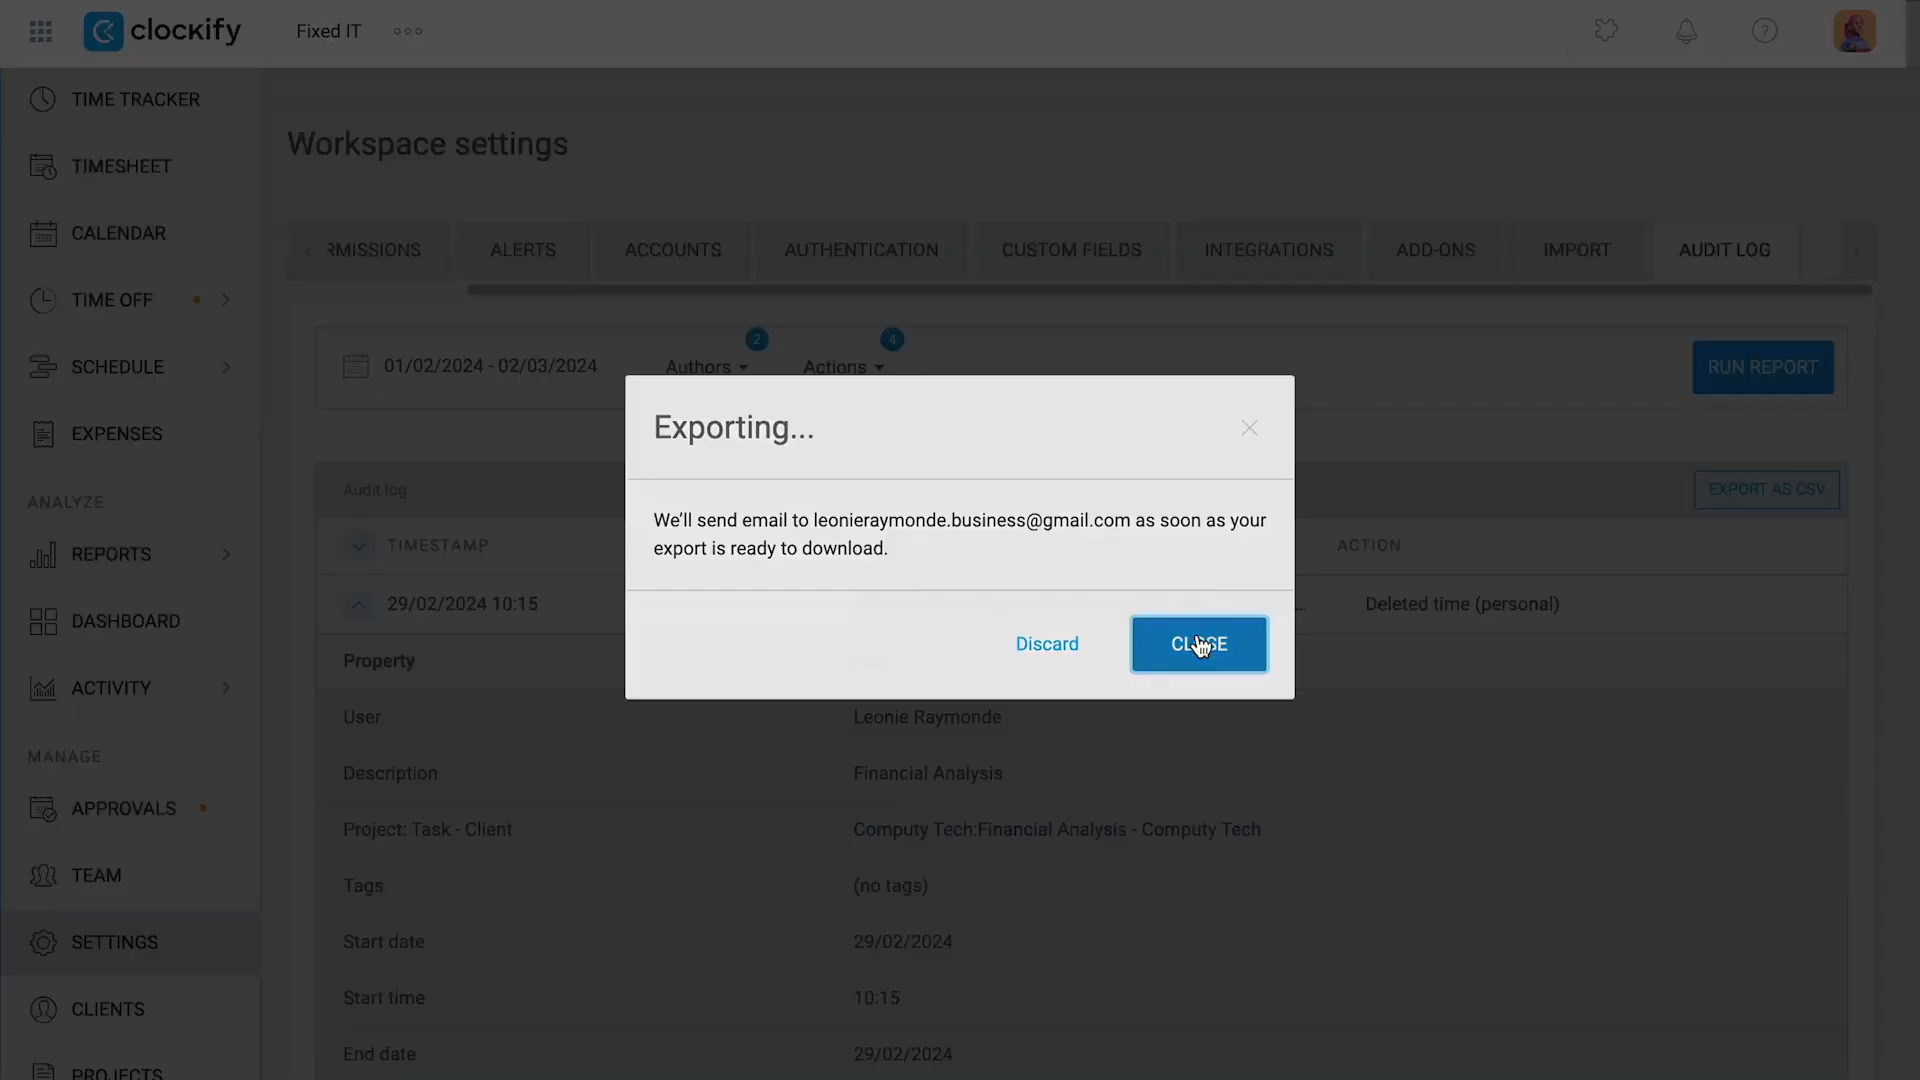 clockify
Fixed IT
TIME TRACKER
TIMESHEET
CALENDAR
TIME OFF
SCHEDULE
EXPENSES
ANALYZE
REPORTS
DASHBOARD
ACTIVITY
MANAGE
APPROVALS
TEAM
SETTINGS
CLIENTS
PROJECTS
Workspace settings
RMISSIONS ALERTS ACCOUNTS AUTHENTICATION CUSTOM FIELDS INTEGRATIONS ADD-ONS IMPORT AUDIT LOG
2 4
01/02/2024 - 02/03/2024 Authors Actions RUN REPORT
Exporting...
We'll send email to leonieraymonde.business@gmail.com as soon as your
export is ready to download.
Discard CLOSE
Audit log EXPORT AS CSV
TIMESTAMP ACTION
29/02/2024 10:15 ... Deleted time (personal)
Property
User Leonie Raymonde
Description Financial Analysis
Project: Task - Client Computy Tech:Financial Analysis - Computy Tech
Tags (no tags)
Start date 29/02/2024
Start time 10:15
End date 29/02/2024